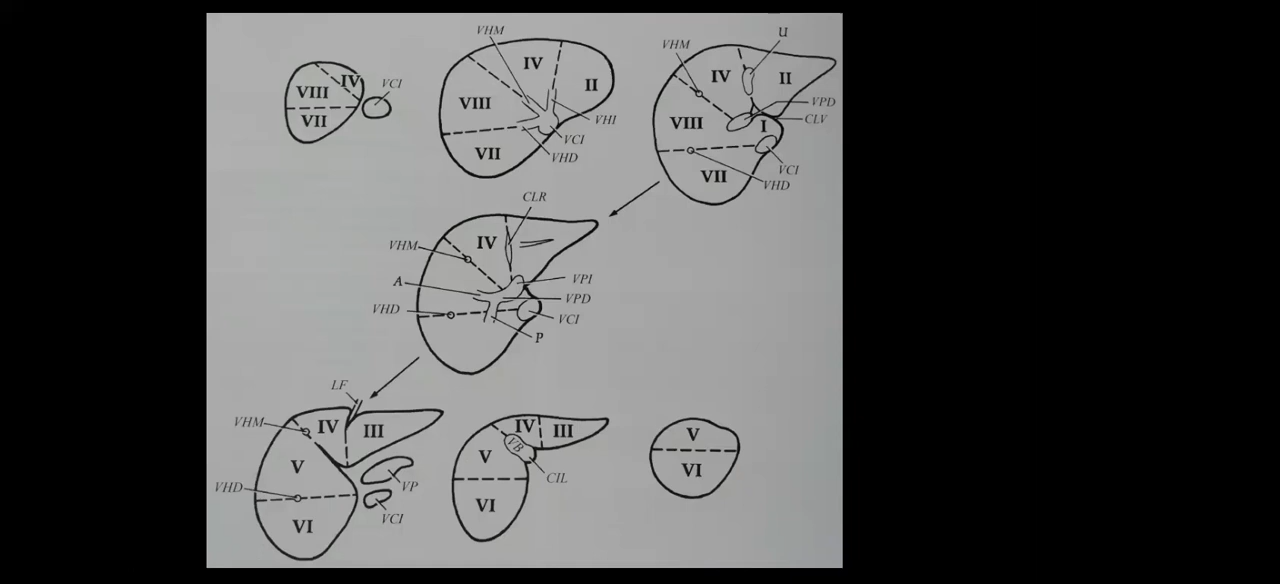 VIII IV VCI
VII
VHM
IV
II
VIII
VHI
VCI
VII
VHD
U
VHM
IV II
VPD
VIII I CLV
VCI
VII
VHD
CLR
VHM IV
A VPI
VPD
VHD VCI
P
LF
VHM IV III
V
VHD VP
VCI
VI
IV III
V VB
CIL
VI
V
VI